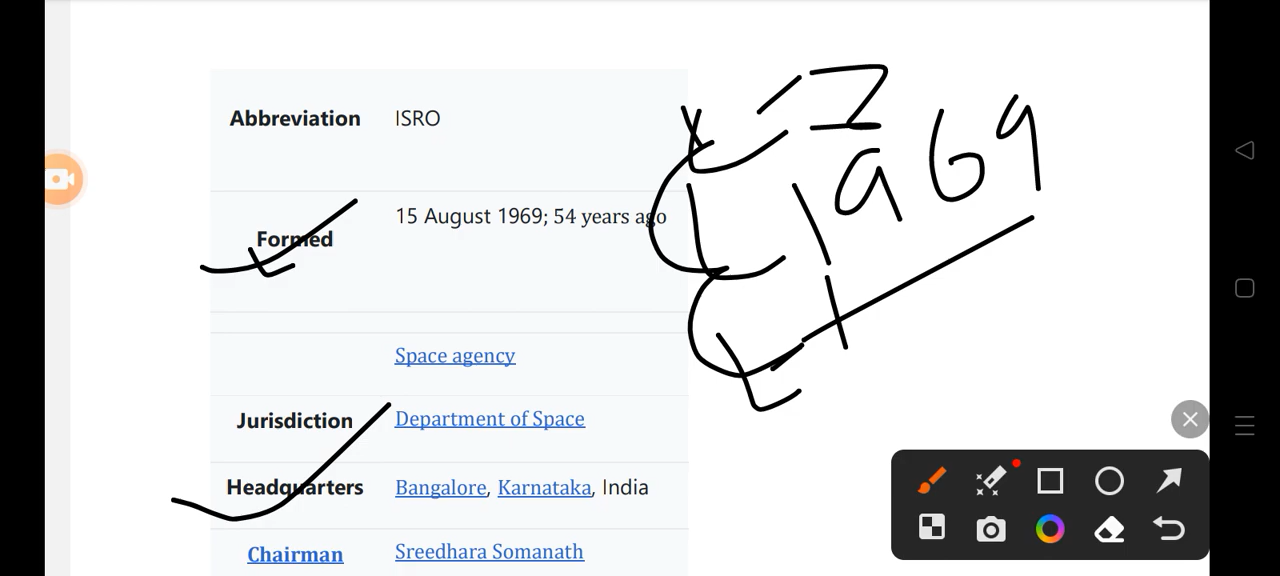 Abbreviation ISRO
Formed 15 August 1969; 54 years ago
1969
Space agency
Jurisdiction Department of Space
Headquarters Bangalore, Karnataka, India
Chairman Sreedhara Somanath